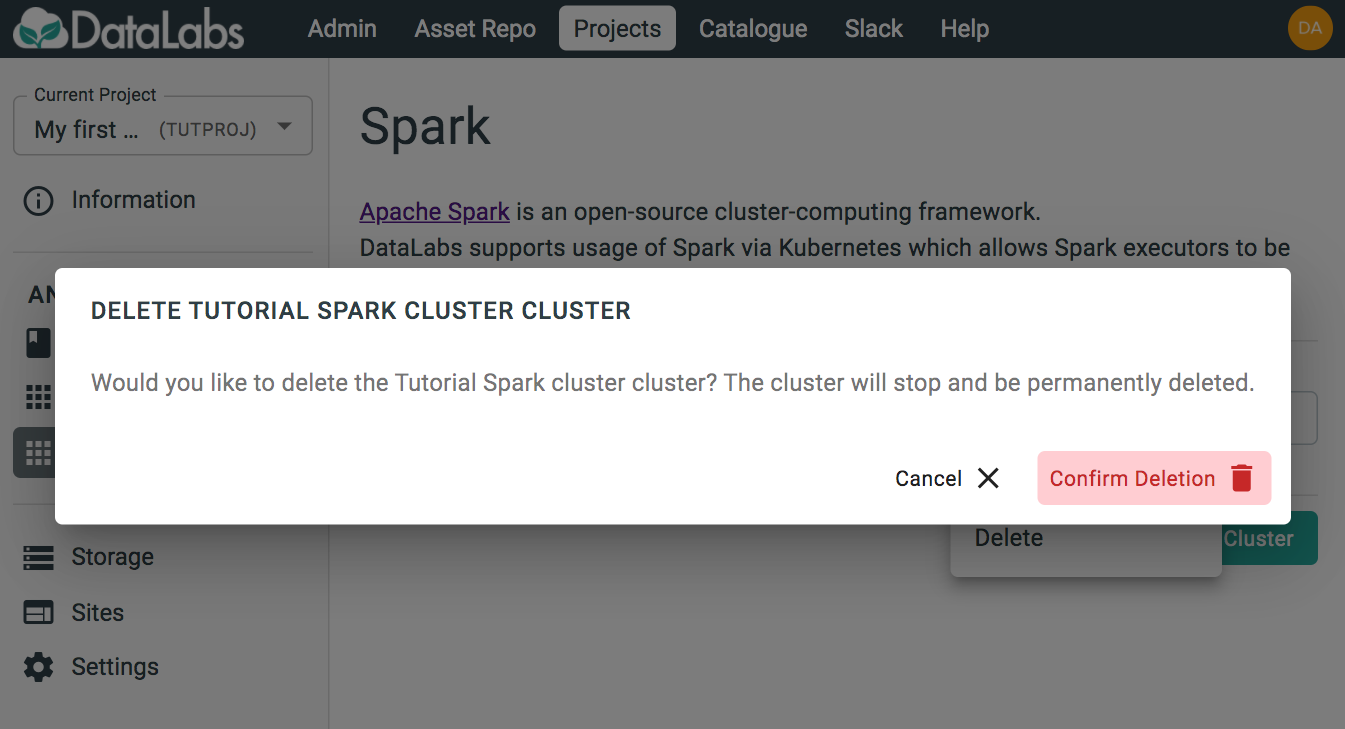 DataLabs
Admin
Asset Repo
Projects
Catalogue
Slack
Help
DA
Current Project
My first ... (TUTPROJ)
Information
Spark
Apache Spark is an open-source cluster-computing framework.
DataLabs supports usage of Spark via Kubernetes which allows Spark executors to be
DELETE TUTORIAL SPARK CLUSTER CLUSTER
Would you like to delete the Tutorial Spark cluster cluster? The cluster will stop and be permanently deleted.
Cancel
Confirm Deletion
Delete
Cluster
Storage
Sites
Settings